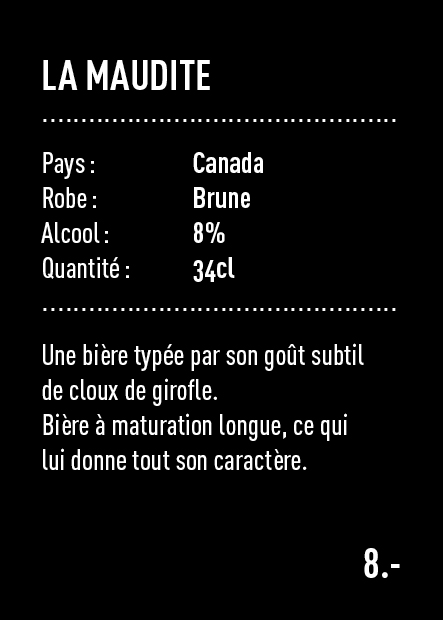 LA MAUDITE
Pays : Canada
Robe : Brune
Alcool : 8%
Quantité : 34cl
Une bière typée par son goût subtil
de cloux de girofle.
Bière à maturation longue, ce qui
lui donne tout son caractère.
8.-